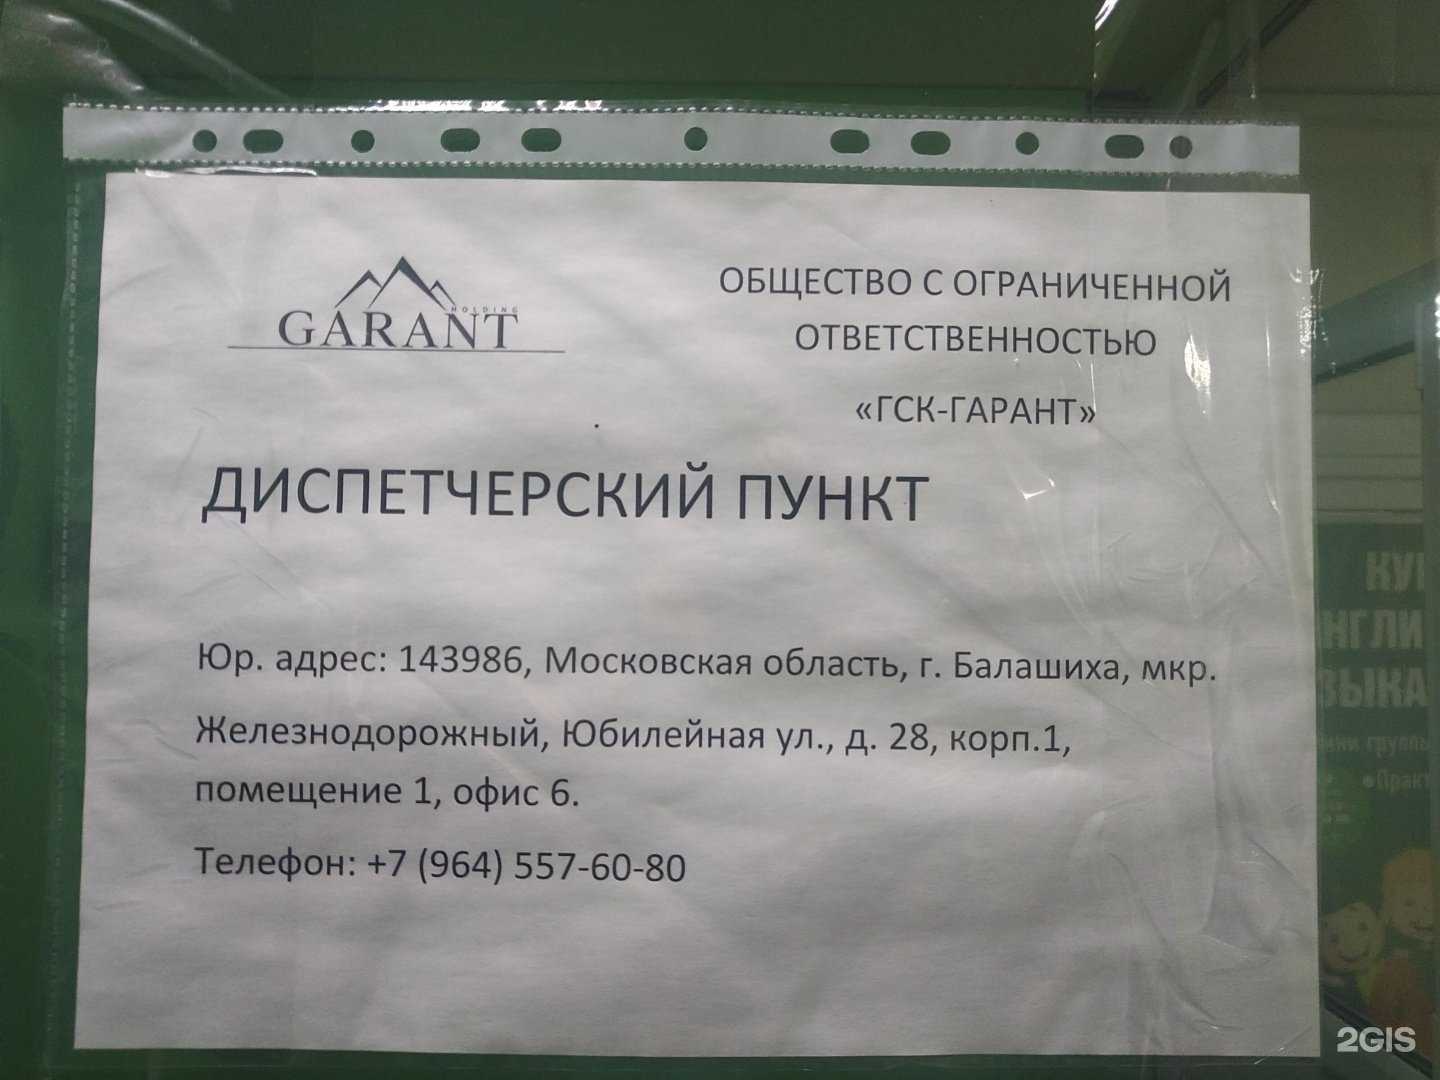 HOLDING
GARANT
ОБЩЕСТВО С ОГРАНИЧЕННОЙ
ОТВЕТСТВЕННОСТЬЮ
«ГСК-ГАРАНТ»
ДИСПЕТЧЕРСКИЙ ПУНКТ
Юр. адрес: 143986, Московская область, г. Балашиха, мкр.
Железнодорожный, Юбилейная ул., д. 28, корп.1,
помещение 1, офис 6.
Телефон: +7 (964) 557-60-80
2GIS